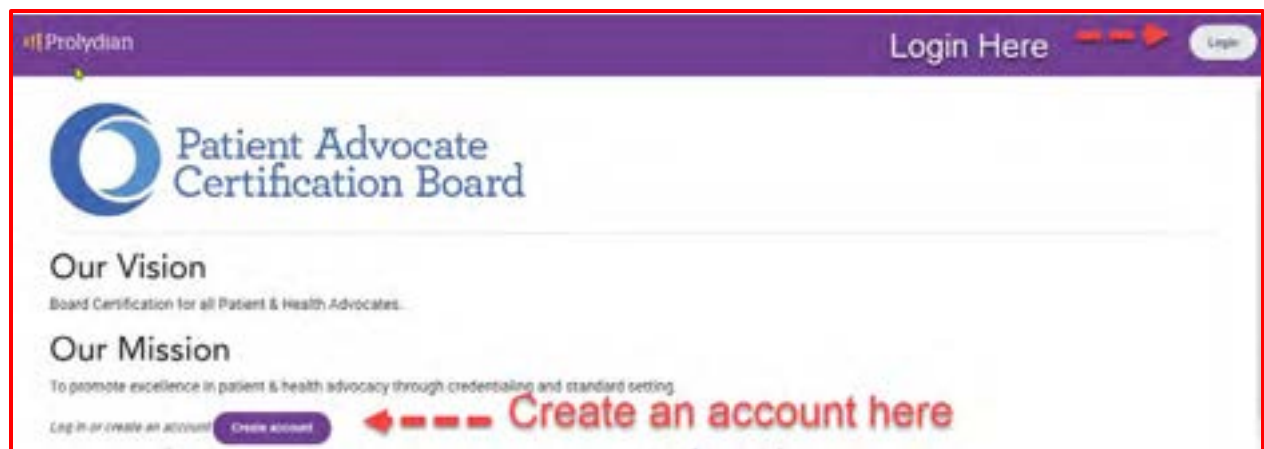 Prolydian
Login Here
Login
Patient Advocate
Certification Board
Our Vision
Board Certification for all Patient & Health Advocates.
Our Mission
To promote excellence in patient & health advocacy through credentialing and standard setting.
Log in or create an account Create account
Create an account here